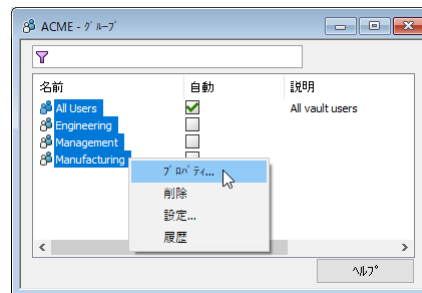 ACME - ｸﾞﾙｰﾌﾟ
名前 自動 説明
All Users All vault users
Engineering
Management
Manufacturing
ﾌﾟﾛﾊﾟﾃｨ...
削除
設定...
履歴
ﾍﾙﾌﾟ